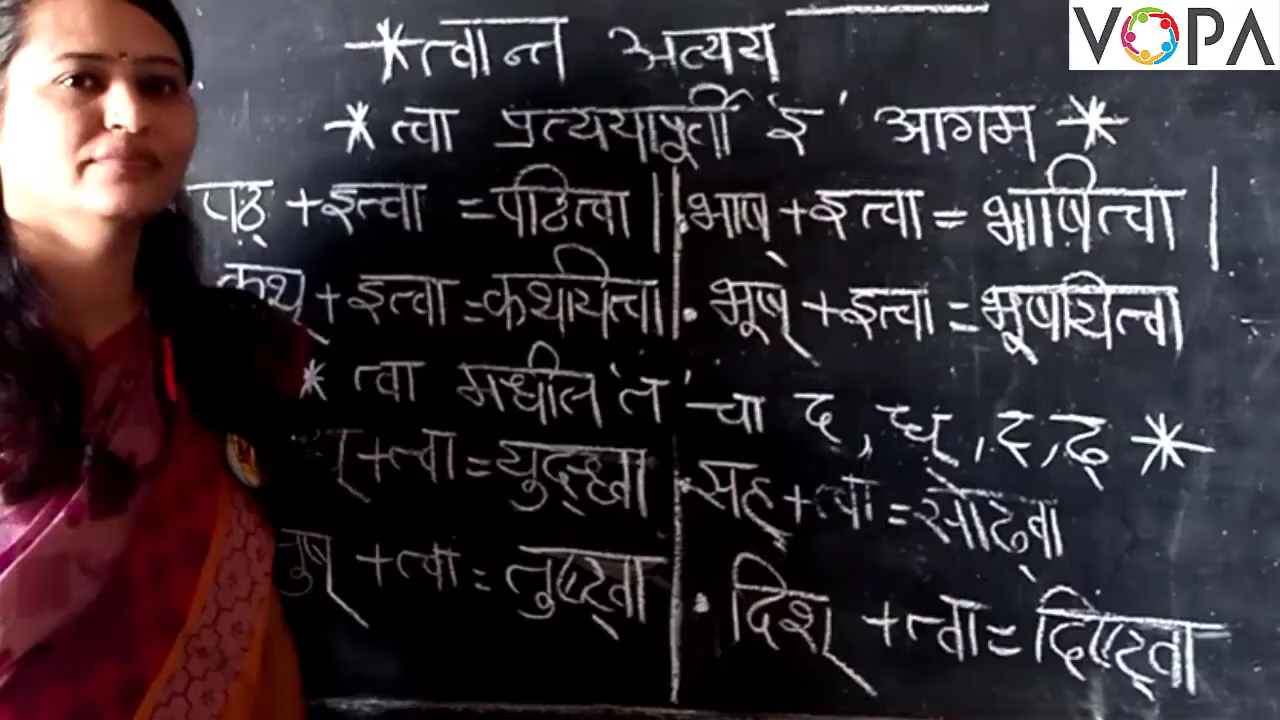 VOPA
*त्वान्त अव्यय
* त्वा प्रत्ययापूर्वी 'इ' आगम *
पठ् + इत्वा = पठित्वा || . भाष् + इत्वा = भाषित्वा |
कथ् + इत्वा = कथयित्वा | . भूष् + इत्वा = भूषयित्वा
* त्वा मधील 'त' चा द, ध्, ट्, ढ् *
+ त्वा = युद्ध्वा . सह् + त्वा = सोढ्वा
तुष् + त्वा = तुष्ट्वा . दिश् + त्वा = दिष्ट्वा